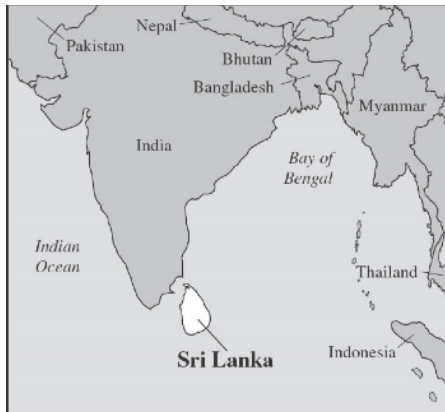 Nepal
Pakistan
Bhutan
Bangladesh
Myanmar
India
Bay of
Bengal
Indian
Ocean
Thailand
Sri Lanka
Indonesia